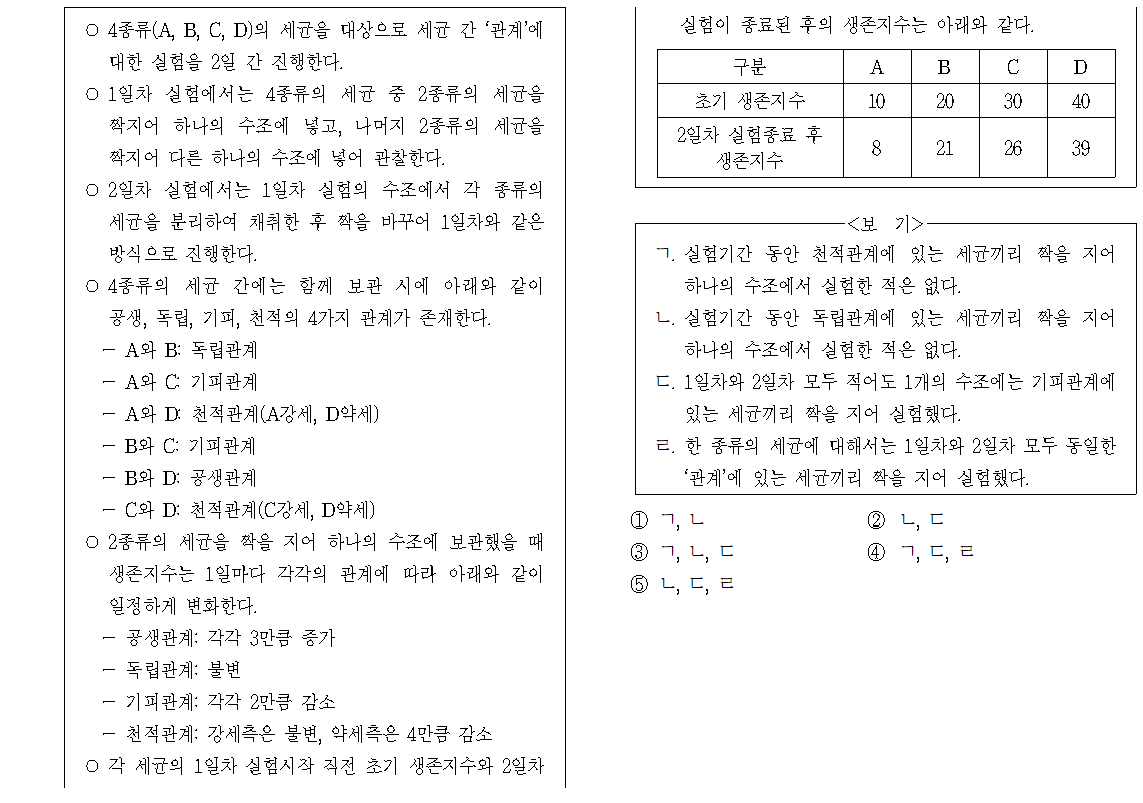 ○ 4종류(A, B, C, D)의 세균을 대상으로 세균 간 ‘관계’에
대한 실험을 2일 간 진행한다.
○ 1일차 실험에서는 4종류의 세균 중 2종류의 세균을
짝지어 하나의 수조에 넣고, 나머지 2종류의 세균을
짝지어 다른 하나의 수조에 넣어 관찰한다.
○ 2일차 실험에서는 1일차 실험의 수조에서 각 종류의
세균을 분리하여 채취한 후 짝을 바꾸어 1일차와 같은
방식으로 진행한다.
○ 4종류의 세균 간에는 함께 보관 시에 아래와 같이
공생, 독립, 기피, 천적의 4가지 관계가 존재한다.
－ A와 B: 독립관계
－ A와 C: 기피관계
－ A와 D: 천적관계(A강세, D약세)
－ B와 C: 기피관계
－ B와 D: 공생관계
－ C와 D: 천적관계(C강세, D약세)
○ 2종류의 세균을 짝을 지어 하나의 수조에 보관했을 때
생존지수는 1일마다 각각의 관계에 따라 아래와 같이
일정하게 변화한다.
－ 공생관계: 각각 3만큼 증가
－ 독립관계: 불변
－ 기피관계: 각각 2만큼 감소
－ 천적관계: 강세측은 불변, 약세측은 4만큼 감소
○ 각 세균의 1일차 실험시작 직전 초기 생존지수와 2일차
실험이 종료된 후의 생존지수는 아래와 같다.
구분 A B C D
초기 생존지수 10 20 30 40
2일차 실험종료 후
생존지수 8 21 26 39
<보 기>
ㄱ. 실험기간 동안 천적관계에 있는 세균끼리 짝을 지어
하나의 수조에서 실험한 적은 없다.
ㄴ. 실험기간 동안 독립관계에 있는 세균끼리 짝을 지어
하나의 수조에서 실험한 적은 없다.
ㄷ. 1일차와 2일차 모두 적어도 1개의 수조에는 기피관계에
있는 세균끼리 짝을 지어 실험했다.
ㄹ. 한 종류의 세균에 대해서는 1일차와 2일차 모두 동일한
‘관계’에 있는 세균끼리 짝을 지어 실험했다.
① ㄱ, ㄴ ② ㄴ, ㄷ
③ ㄱ, ㄴ, ㄷ ④ ㄱ, ㄷ, ㄹ
⑤ ㄴ, ㄷ, ㄹ